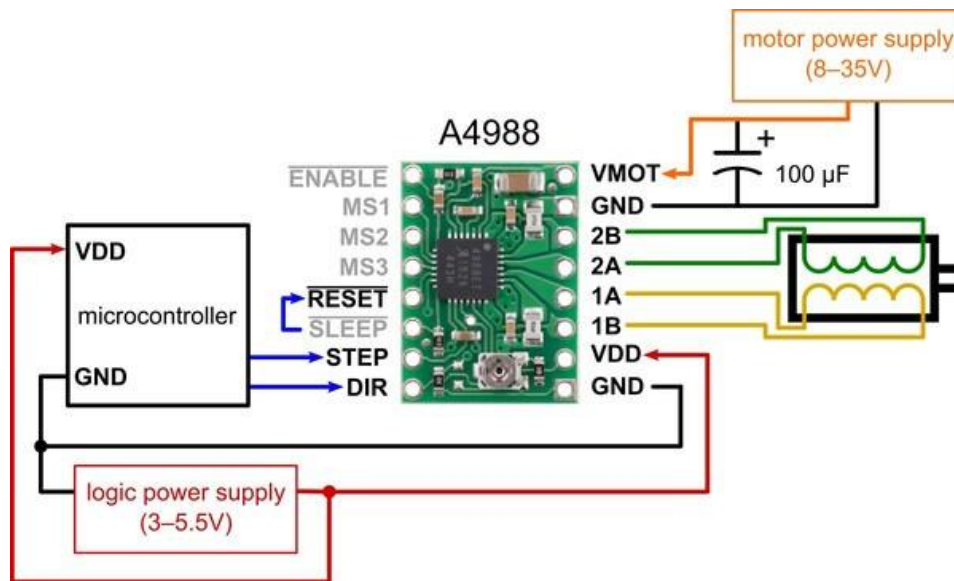 motor power supply
(8–35V)
A4988
ENABLE
MS1
MS2
MS3
RESET
SLEEP
STEP
DIR
VMOT
GND
2B
2A
1A
1B
VDD
GND
+
100 µF
VDD
microcontroller
GND
logic power supply
(3–5.5V)